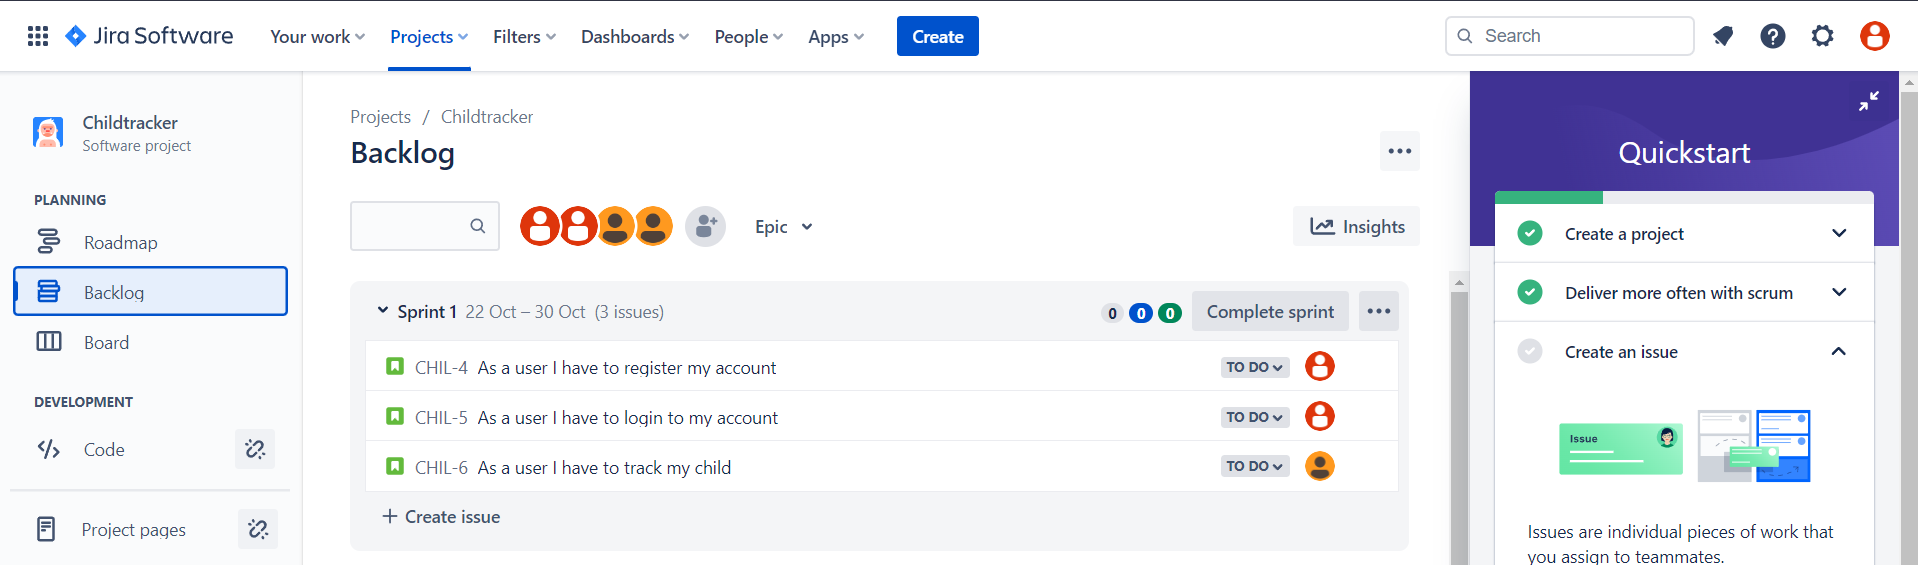 Jira Software Your work Projects Filters Dashboards People Apps Create Search
Childtracker
Software project
PLANNING
Roadmap
Backlog
Board
DEVELOPMENT
Code
Project pages
Projects / Childtracker
Backlog
Epic
Insights
Sprint 1 22 Oct – 30 Oct (3 issues) 0 0 0 Complete sprint
CHIL-4 As a user I have to register my account TO DO
CHIL-5 As a user I have to login to my account TO DO
CHIL-6 As a user I have to track my child TO DO
+ Create issue
Quickstart
Create a project
Deliver more often with scrum
Create an issue
Issue
Issues are individual pieces of work that
you assign to teammates.